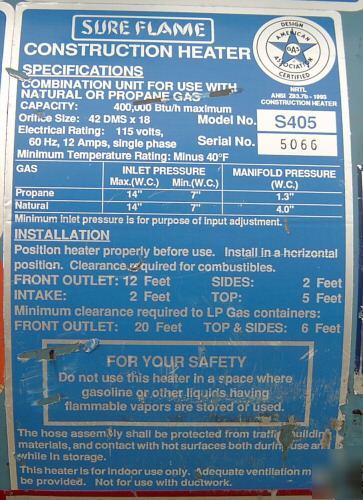 SURE FLAME
CONSTRUCTION HEATER
DESIGN
AMERICAN
GAS
ASSOCIATION
CERTIFIED
NRTL
ANSI Z83.7b - 1993
CONSTRUCTION HEATER
SPECIFICATIONS
COMBINATION UNIT FOR USE WITH
NATURAL OR PROPANE GAS
CAPACITY: 400,000 Btu/h maximum
Orifice Size: 42 DMS x 18
Model No. S405
Electrical Rating: 115 volts,
60 Hz, 12 Amps, single phase
Serial No. 5066
Minimum Temperature Rating: Minus 40°F
GAS INLET PRESSURE MANIFOLD PRESSURE
Max.(W.C.) Min.(W.C.) (W.C.)
Propane 14" 7" 1.3"
Natural 14" 7" 4.0"
Minimum inlet pressure is for purpose of input adjustment.
INSTALLATION
Position heater properly before use. Install in a horizontal
position. Clearance required for combustibles.
FRONT OUTLET: 12 Feet SIDES: 2 Feet
INTAKE: 2 Feet TOP: 5 Feet
Minimum clearance required to LP Gas containers:
FRONT OUTLET: 20 Feet TOP & SIDES: 6 Feet
FOR YOUR SAFETY
Do not use this heater in a space where
gasoline or other liquids having
flammable vapors are stored or used.
The hose assembly shall be protected from traffic, building
materials, and contact with hot surfaces both during use and
while in storage.
This heater is for indoor use only. Adequate ventilation m
be provided. Not for use with ductwork.